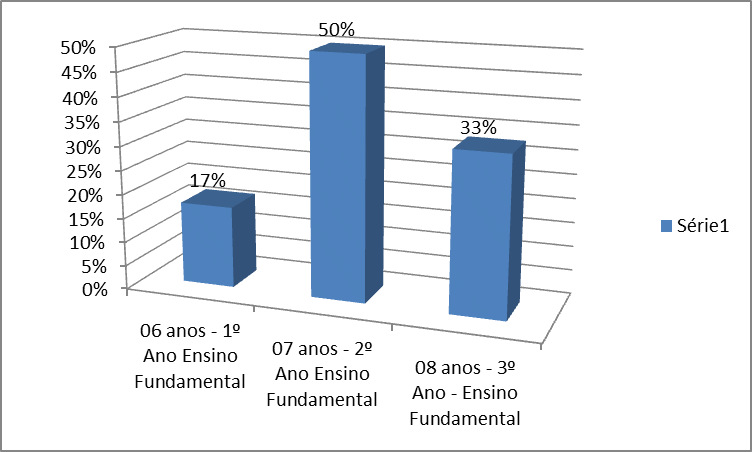 50%
45%
40%
35%
30%
25%
20%
15%
10%
5%
0%
17%
50%
33%
06 anos - 1º
Ano Ensino
Fundamental
07 anos - 2º
Ano Ensino
Fundamental
08 anos - 3º
Ano - Ensino
Fundamental
Série1